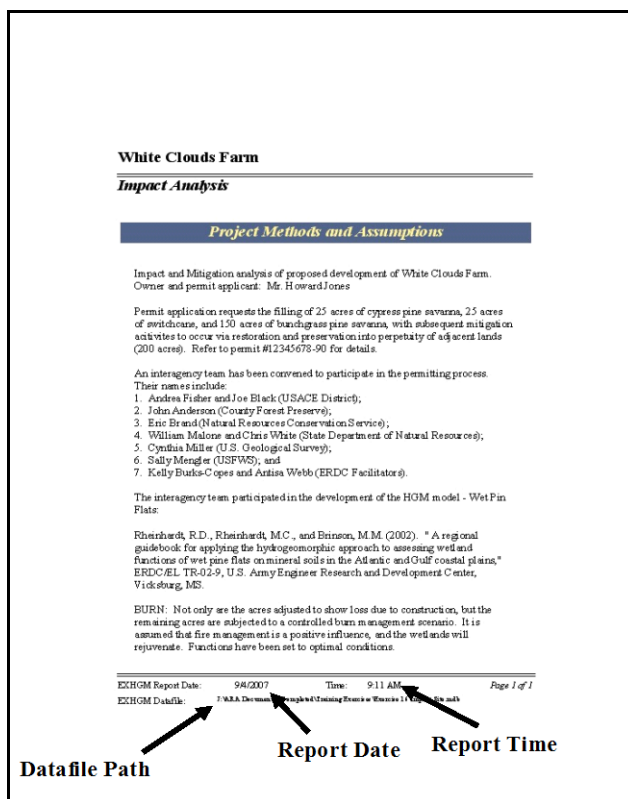 White Clouds Farm
Impact Analysis
Project Methods and Assumptions
Impact and Mitigation analysis of proposed development of White Clouds Farm.
Owner and permit applicant: Mr. Howard Jones
Permit application requests the filling of 25 acres of cypress pine savanna, 25 acres
of switchcane, and 150 acres of bunchgrass pine savanna, with subsequent mitigation
acitivites to occur via restoration and preservation into perpetuity of adjacent lands
(200 acres). Refer to permit #12345678-90 for details.
An interagency team has been convened to participate in the permitting process.
Their names include:
1. Andrea Fisher and Joe Black (USACE District);
2. John Anderson (County Forest Preserve);
3. Eric Brand (Natural Resources Conservation Service);
4. William Malone and Chris White (State Department of Natural Resources);
5. Cynthia Miller (U.S. Geological Survey);
6. Sally Mengler (USFWS); and
7. Kelly Burks-Copes and Antisa Webb (ERDC Facilitators).
The interagency team participated in the development of the HGM model - Wet Pin
Flats:
Rheinhardt, R.D., Rheinhardt, M.C., and Brinson, M.M. (2002). " A regional
guidebook for applying the hydrogeomorphic approach to assessing wetland
functions of wet pine flats on mineral soils in the Atlantic and Gulf coastal plains,"
ERDC/EL TR-02-9, U.S. Army Engineer Research and Development Center,
Vicksburg, MS.
BURN: Not only are the acres adjusted to show loss due to construction, but the
remaining acres are subjected to a controlled burn management scenario. It is
assumed that fire management is a positive influence, and the wetlands will
rejuvenate. Functions have been set to optimal conditions.
EXHGM Report Date: 9/4/2007 Time: 9:11 AM Page 1 of 1
EXHGM Datafile: Training Exercises\Exercise
Datafile Path
Report Date
Report Time